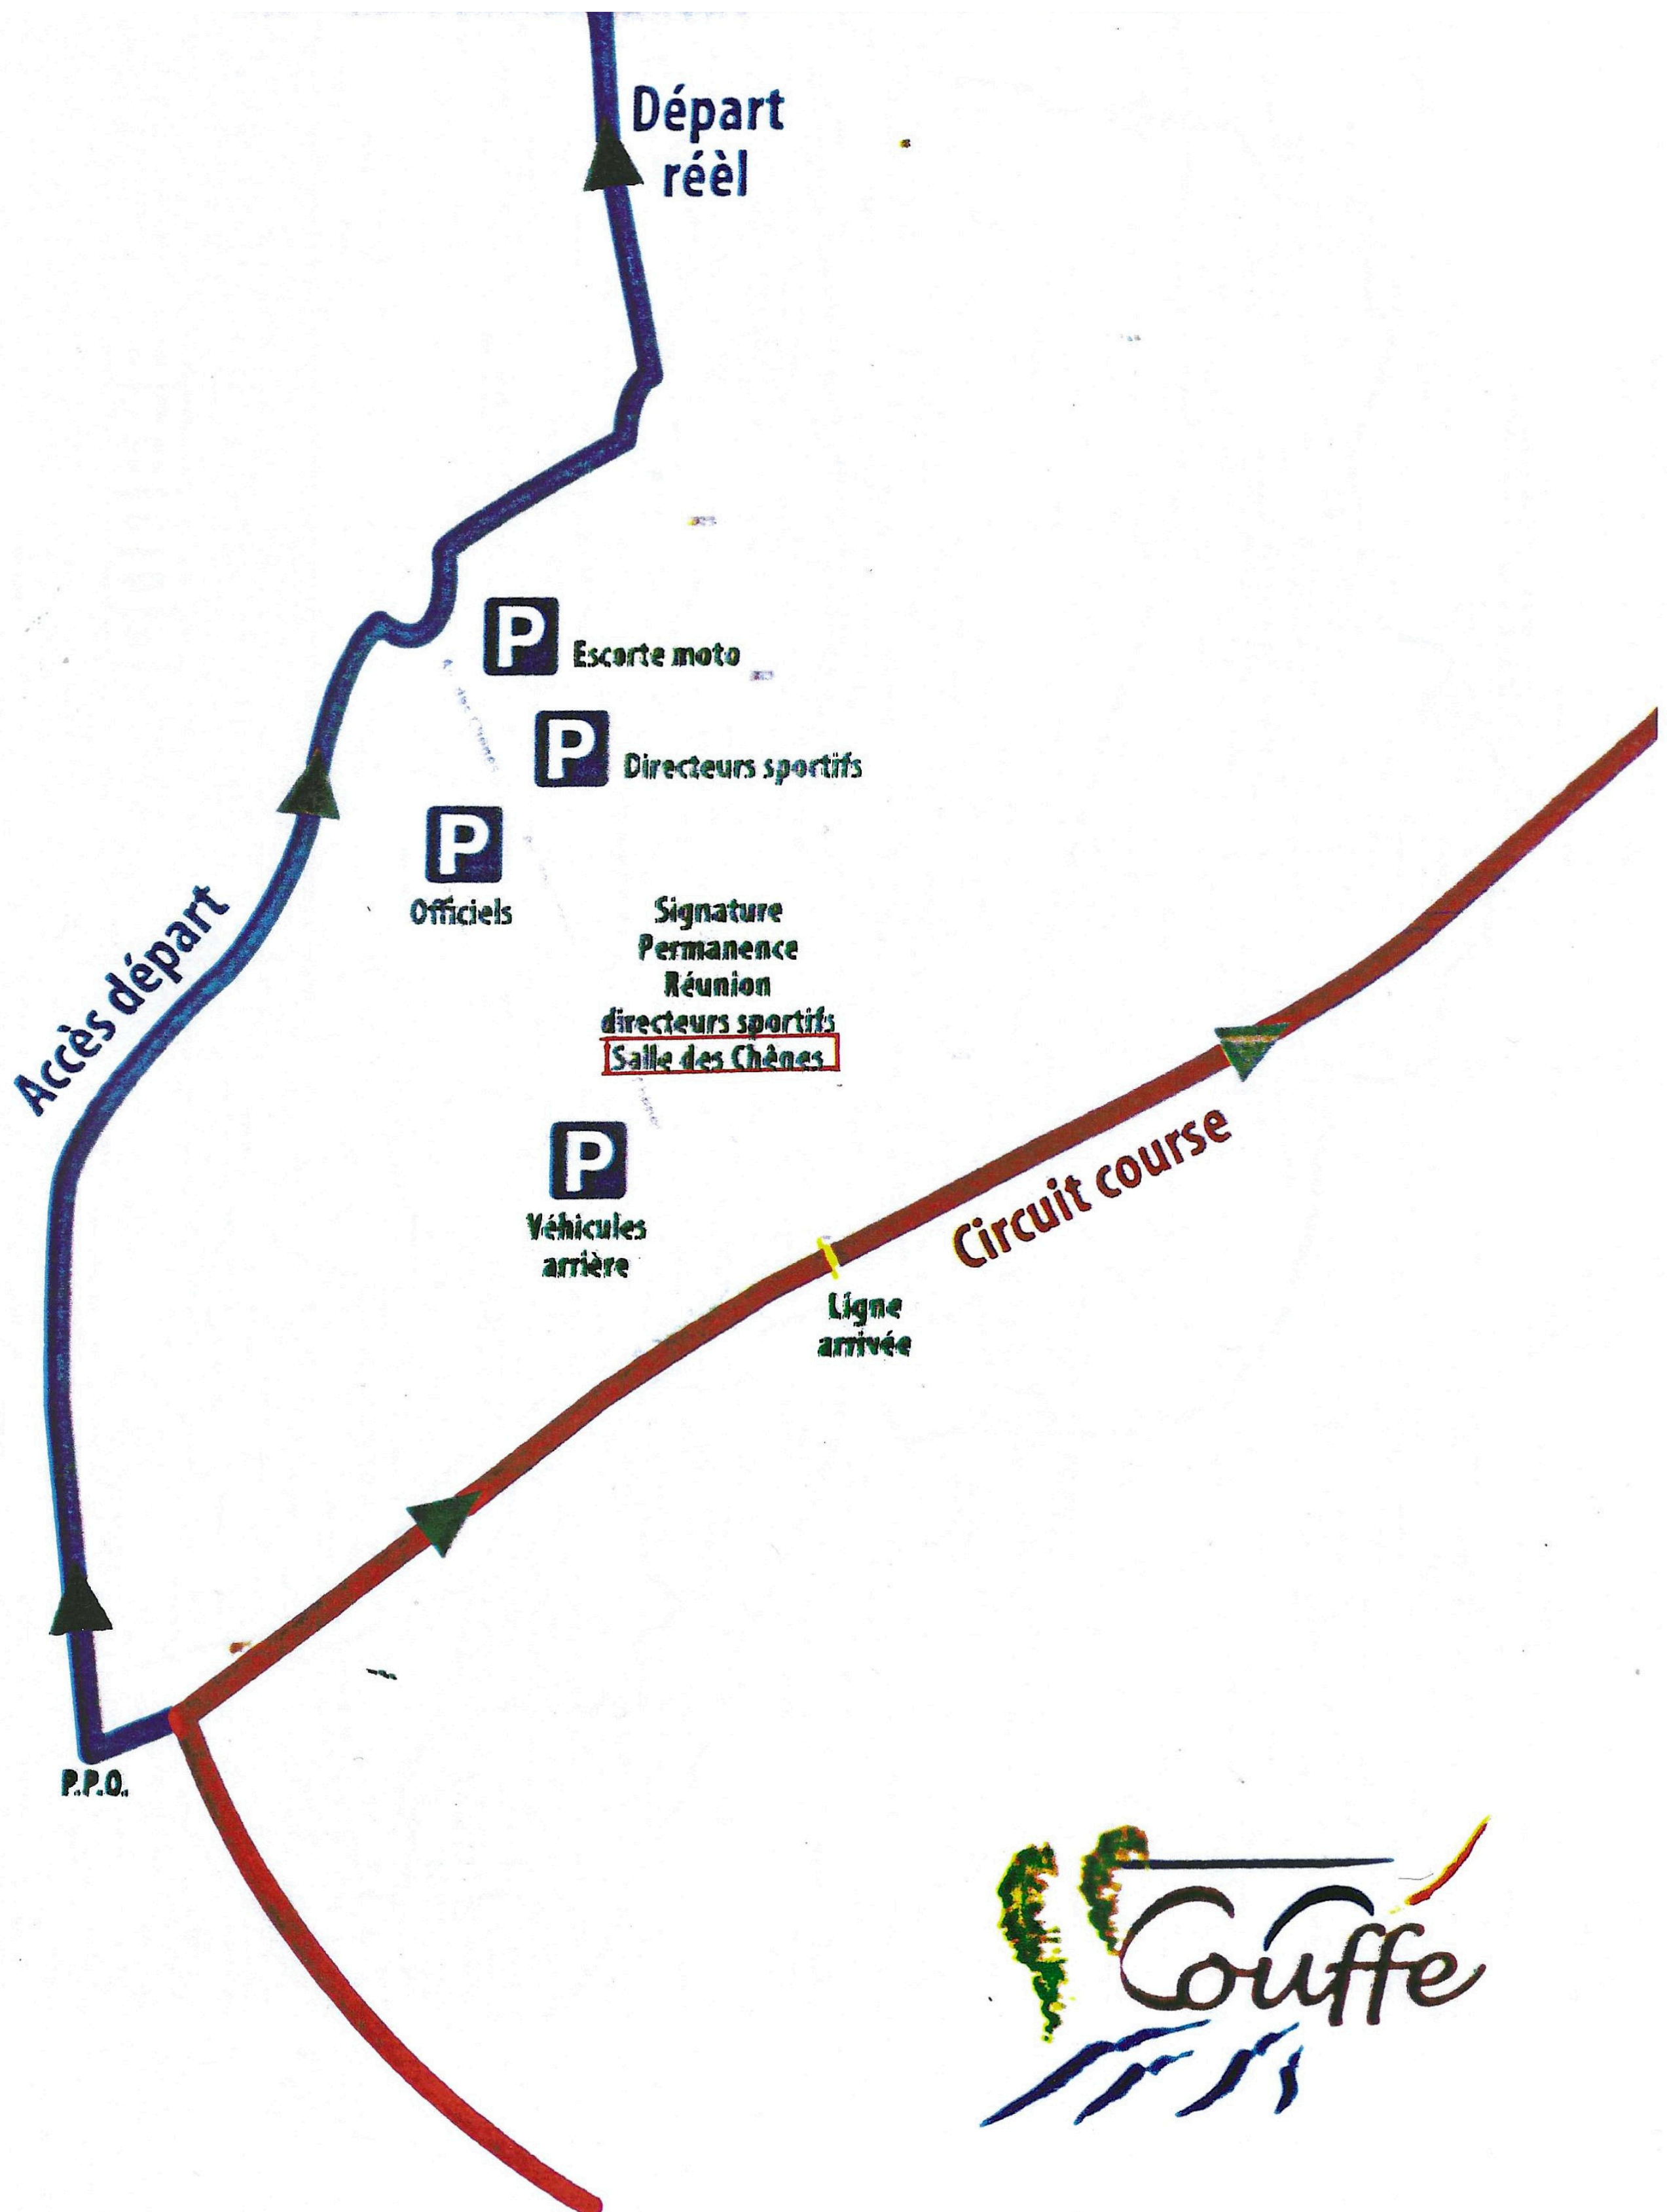 Départ
réèl
P
Escorte moto
P
Directeurs sportifs
P
Officiels
Accès départ
Signature
Permanence
Réunion
directeurs sportifs
Salle des Chênes
P
Véhicules
arrière
Circuit course
Ligne
arrivée
P.P.O.
Couffé